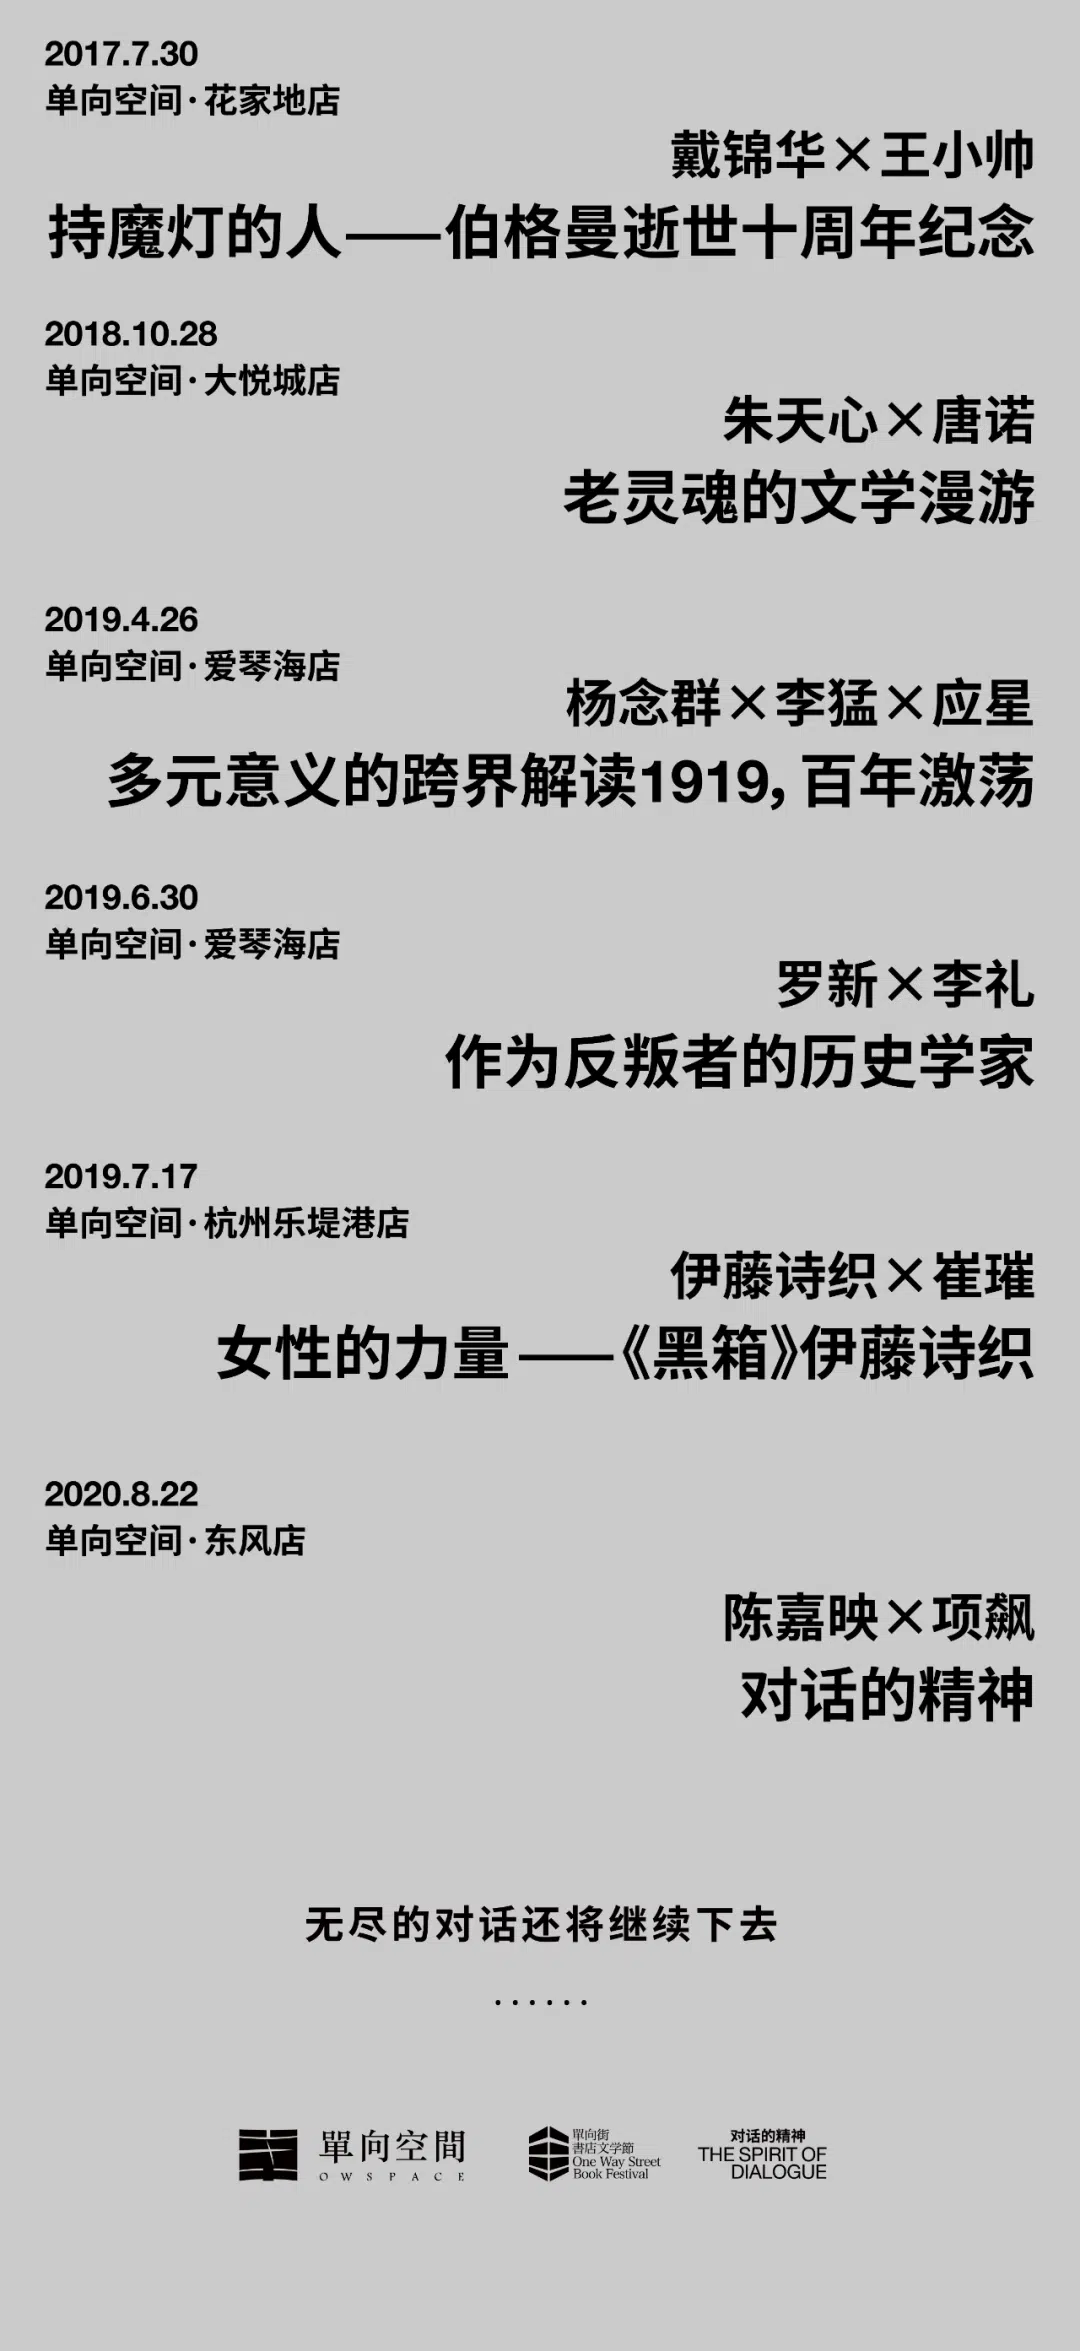 2017.7.30
单向空间·花家地店
戴锦华×王小帅
持魔灯的人——伯格曼逝世十周年纪念
2018.10.28
单向空间·大悦城店
朱天心×唐诺
老灵魂的文学漫游
2019.4.26
单向空间·爱琴海店
杨念群×李猛×应星
多元意义的跨界解读1919，百年激荡
2019.6.30
单向空间·爱琴海店
罗新×李礼
作为反叛者的历史学家
2019.7.17
单向空间·杭州乐堤港店
伊藤诗织×崔璀
女性的力量——《黑箱》伊藤诗织
2020.8.22
单向空间·东风店
陈嘉映×项飙
对话的精神
无尽的对话还将继续下去
......
單向空間
OWSPACE
單向街
書店文学節
One Way Street
Book Festival
对话的精神
THE SPIRIT OF
DIALOGUE